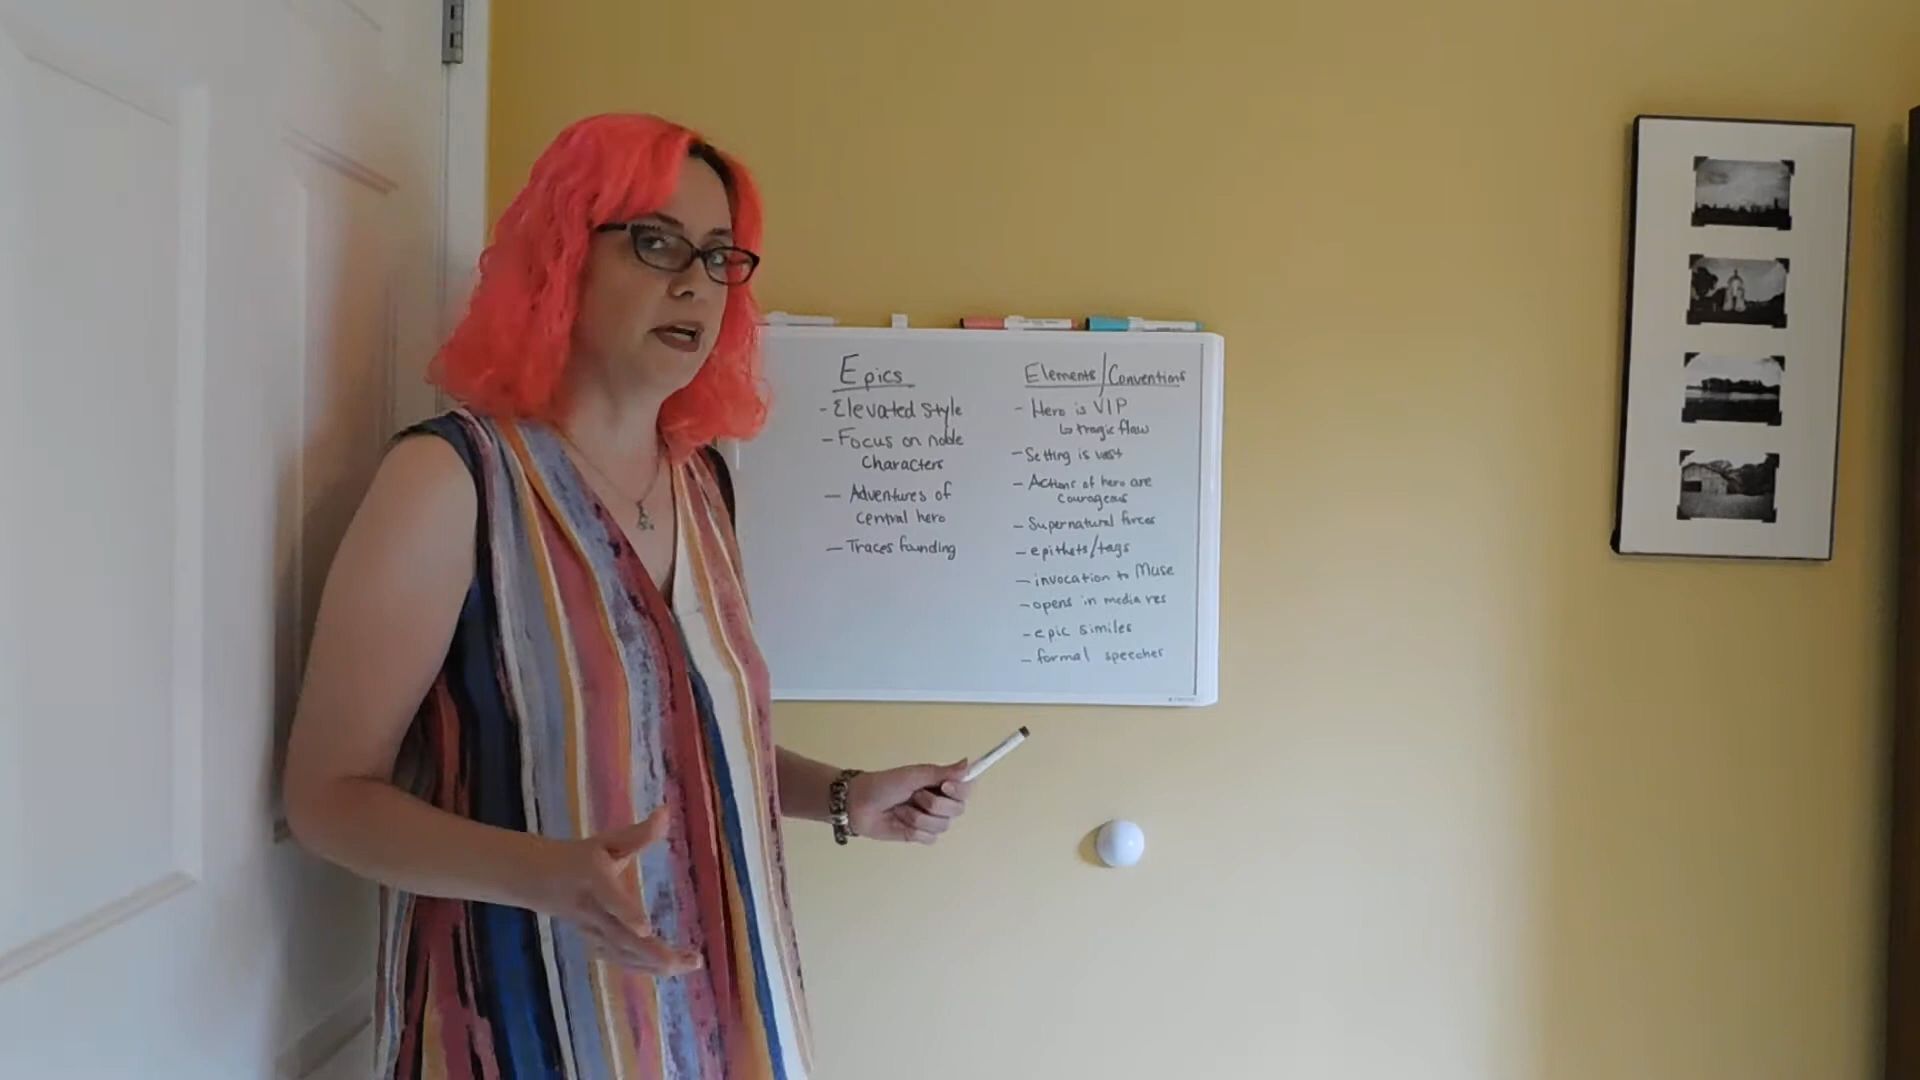 Epics
- Elevated Style
- Focus on noble
Characters
- Adventures of
central hero
- Traces founding
Elements/Conventions
- Hero is VIP
↳ tragic flaw
- Setting is vast
- Actions of hero are
courageous
- Supernatural forces
- epithets/tags
- invocation to Muse
- opens in media res
- epic similes
- formal speeches